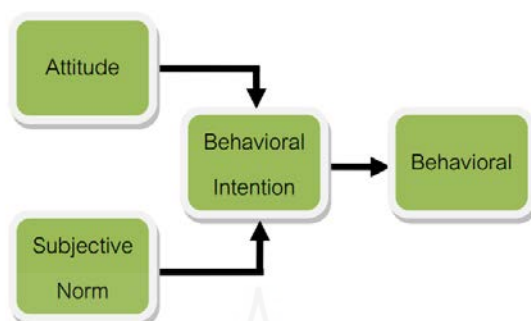 Attitude
Behavioral
Intention
Behavioral
Subjective
Norm